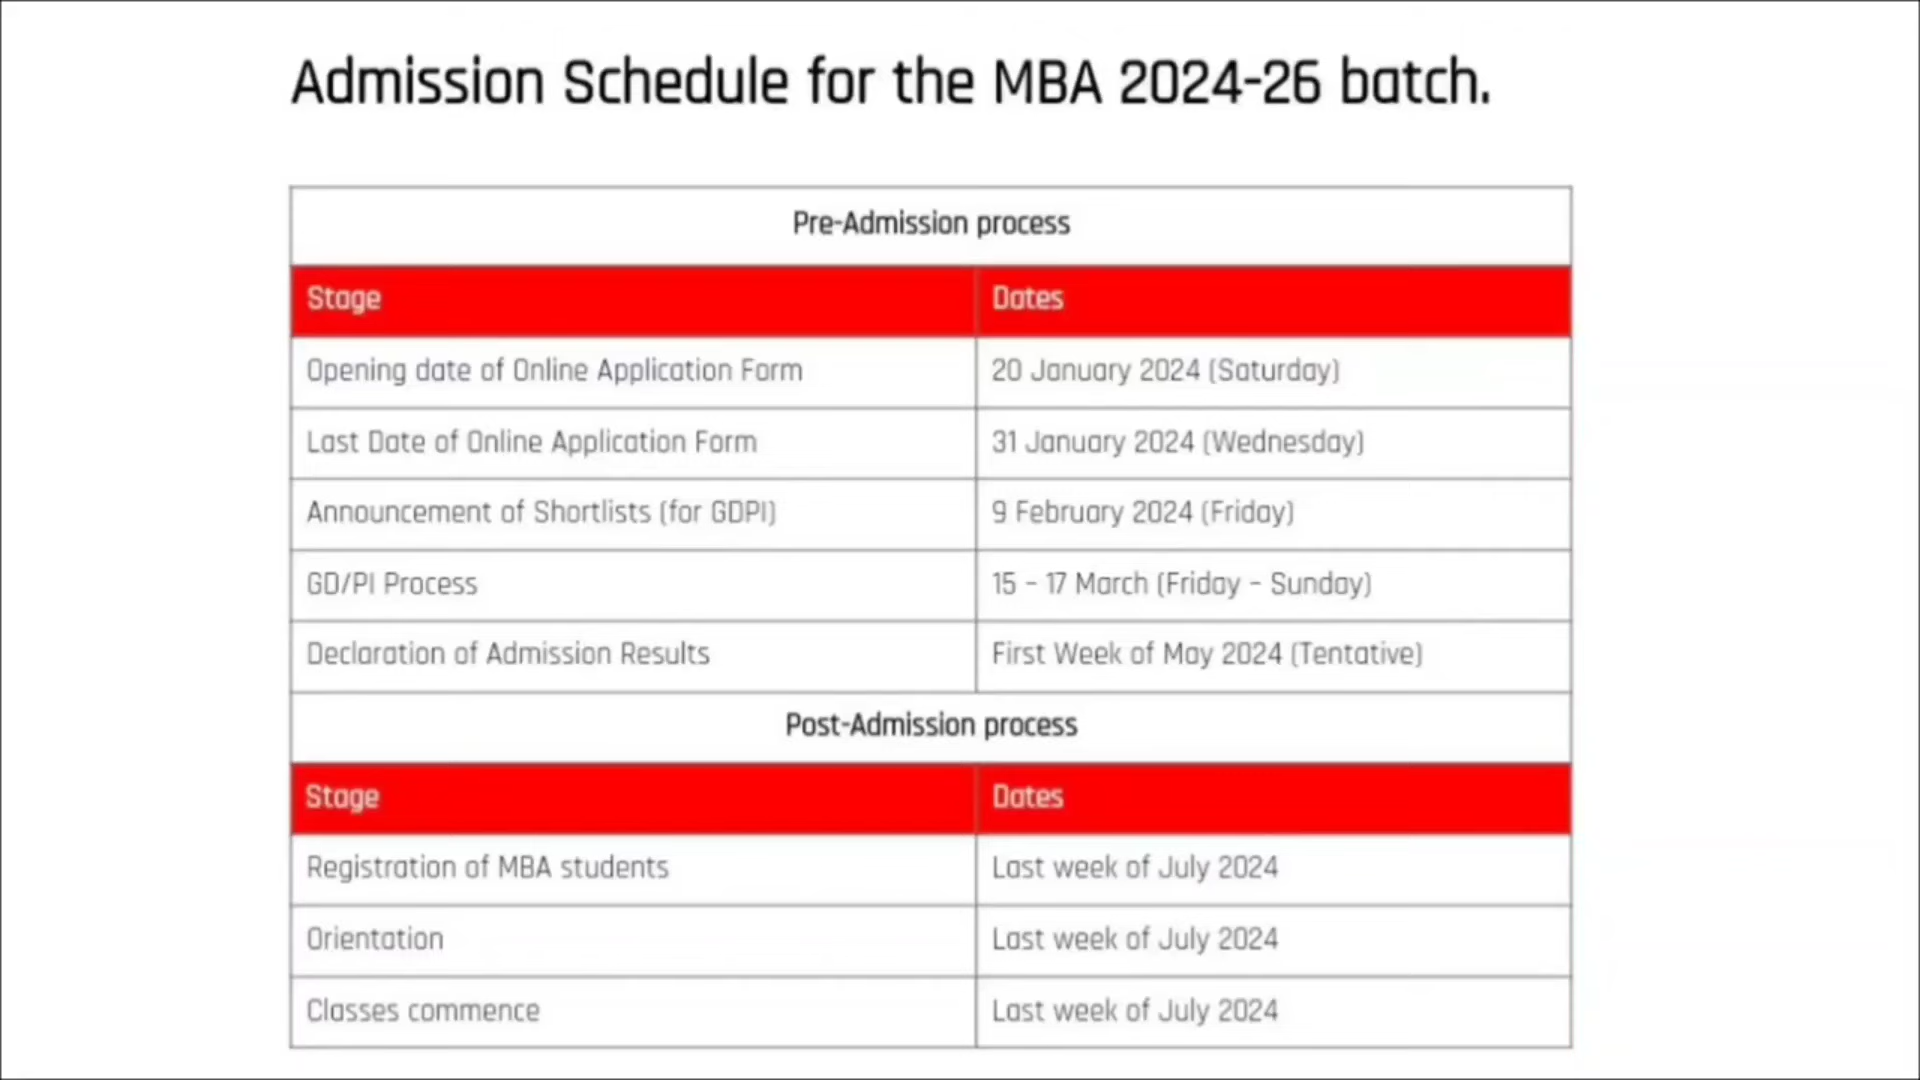 Admission Schedule for the MBA 2024-26 batch.
Pre-Admission process
Stage Dates
Opening date of Online Application Form 20 January 2024 (Saturday)
Last Date of Online Application Form 31 January 2024 (Wednesday)
Announcement of Shortlists (for GDPI) 9 February 2024 (Friday)
GD/PI Process 15 – 17 March (Friday – Sunday)
Declaration of Admission Results First Week of May 2024 (Tentative)
Post-Admission process
Stage Dates
Registration of MBA students Last week of July 2024
Orientation Last week of July 2024
Classes commence Last week of July 2024